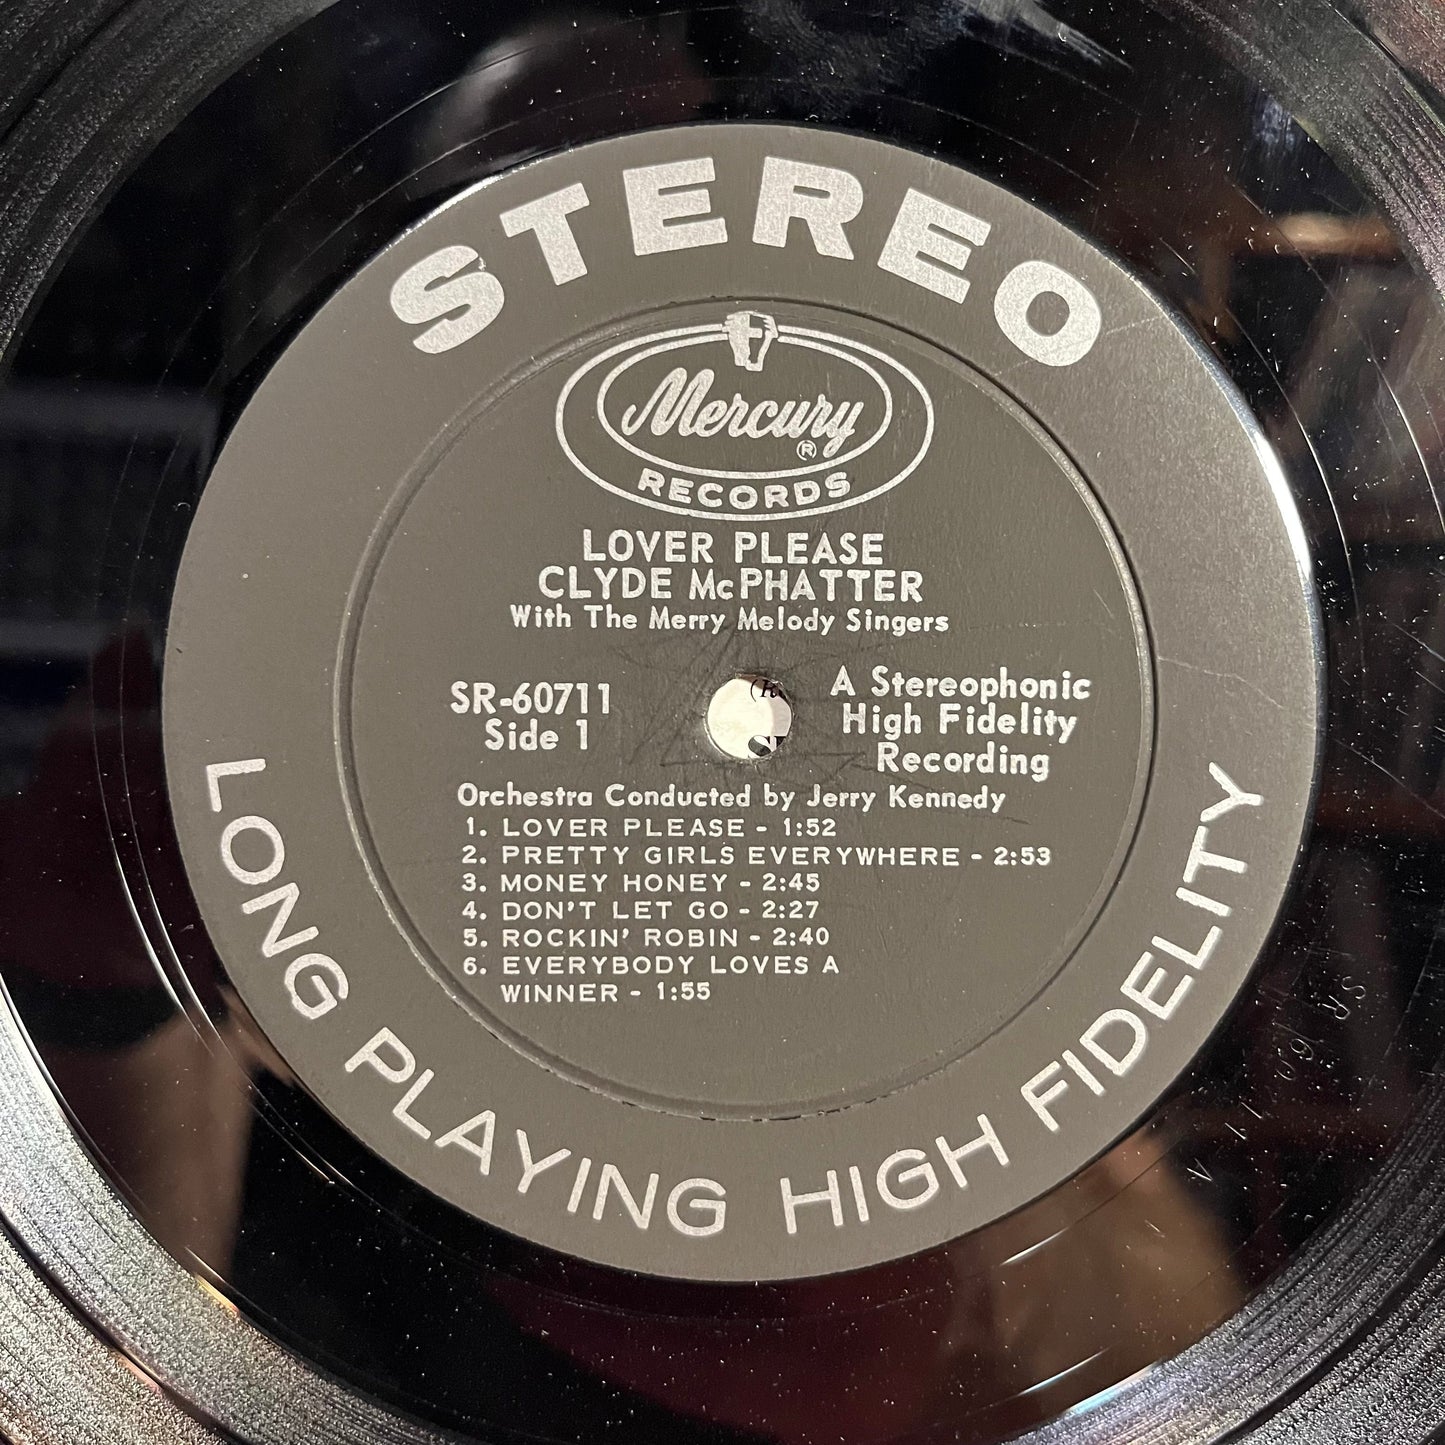 STEREO
Mercury
®
RECORDS
LOVER PLEASE
CLYDE McPHATTER
With The Merry Melody Singers
SR-60711
Side 1
A Stereophonic
High Fidelity
Recording
Orchestra Conducted by Jerry Kennedy
1. LOVER PLEASE - 1:52
2. PRETTY GIRLS EVERYWHERE - 2:53
3. MONEY HONEY - 2:45
4. DON'T LET GO - 2:27
5. ROCKIN' ROBIN - 2:40
6. EVERYBODY LOVES A
WINNER - 1:55
LONG PLAYING HIGH FIDELITY